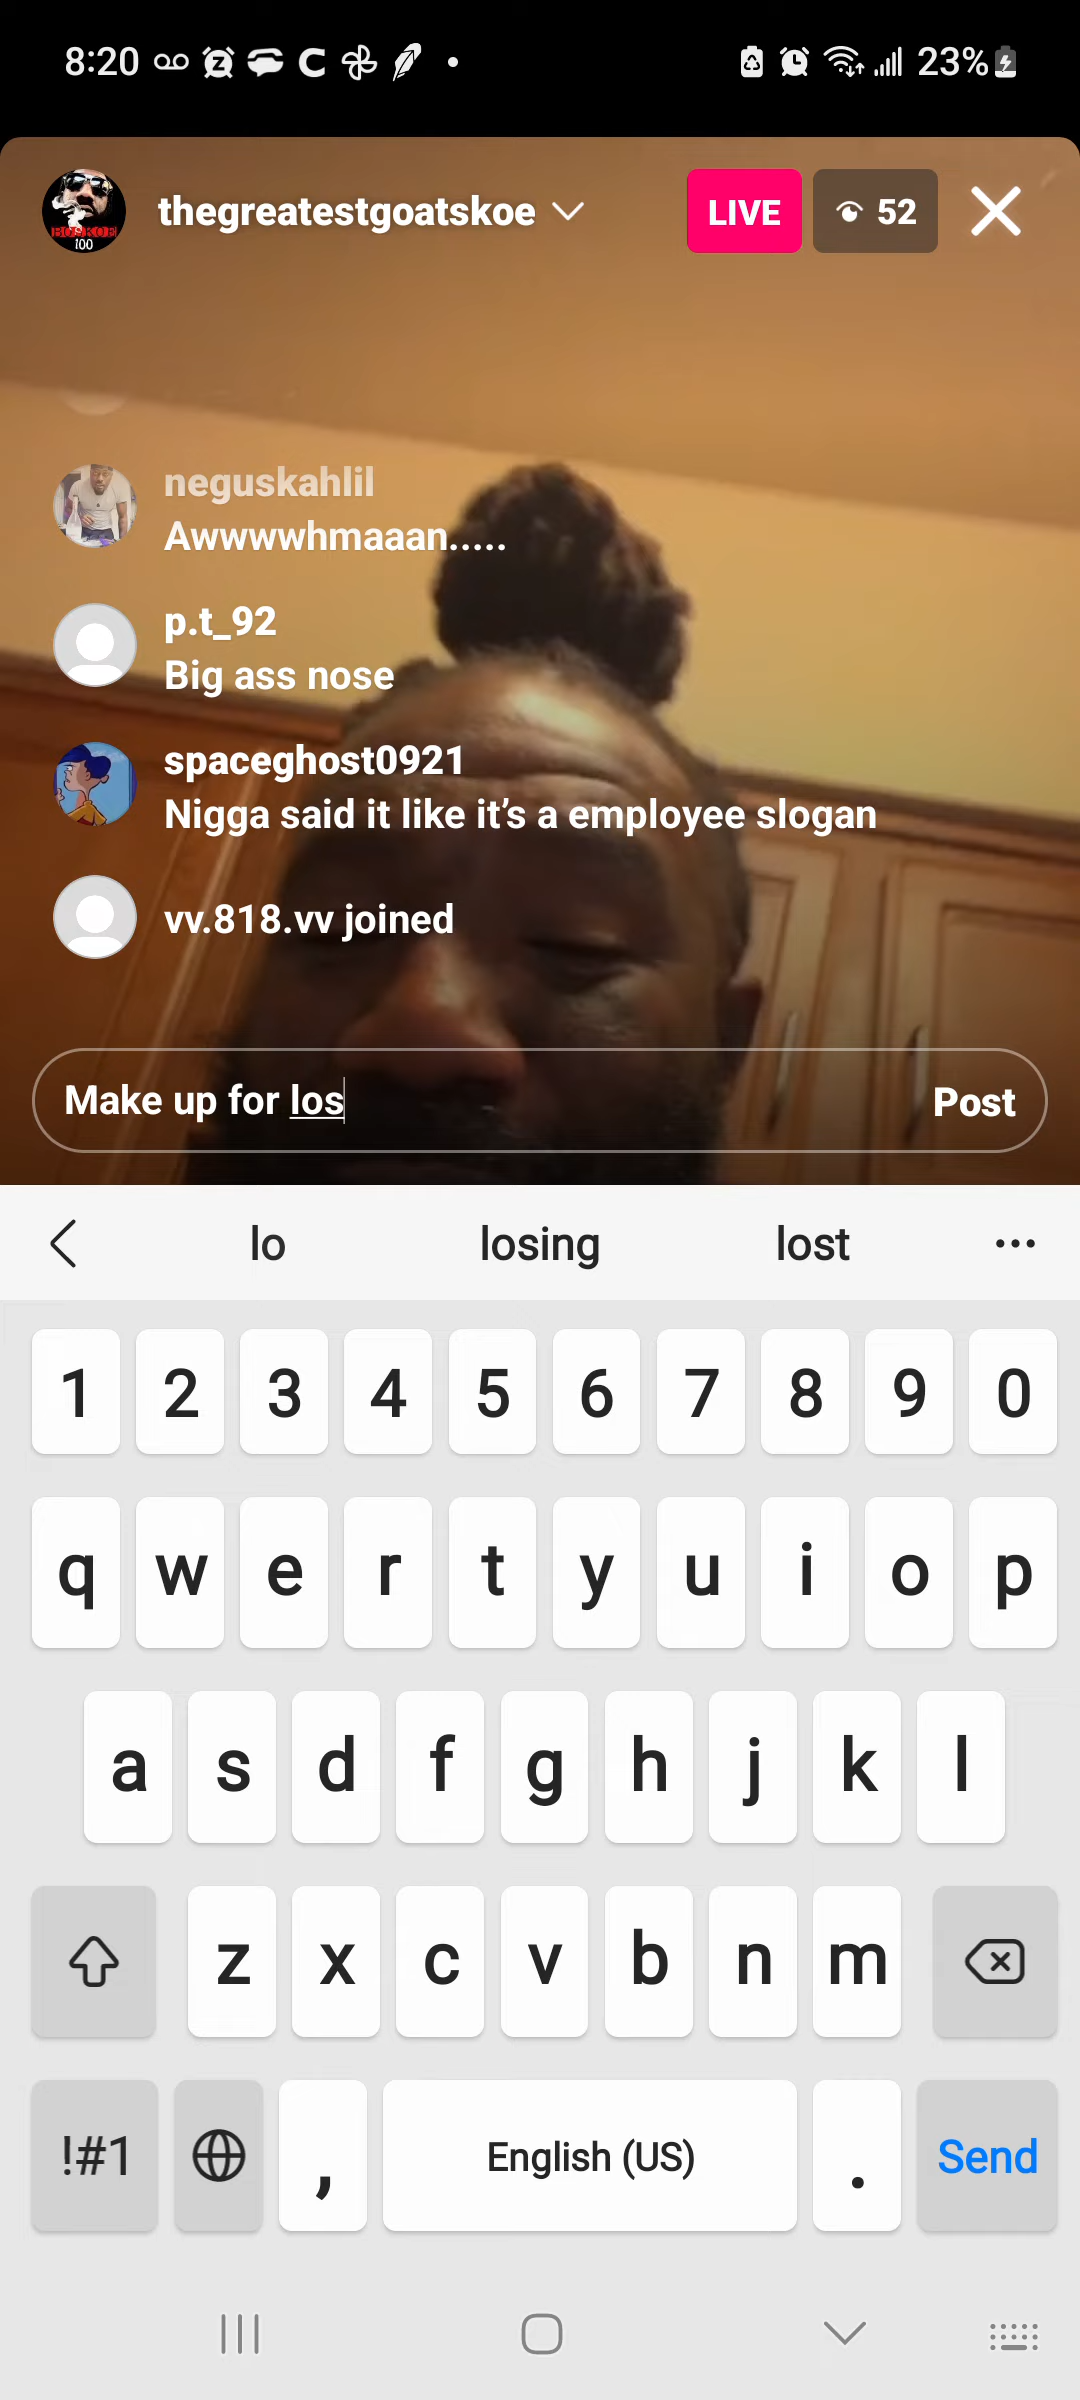 8:20 C 23%
BOSKOE
100
thegreatestgoatskoe LIVE 52
neguskahlil
Awwwwhmaaan.....
p.t_92
Big ass nose
spaceghost0921
Nigga said it like it’s a employee slogan
vv.818.vv joined
Make up for los Post
lo losing lost
1 2 3 4 5 6 7 8 9 0
q w e r t y u i o p
a s d f g h j k l
z x c v b n m
!#1 , English (US) . Send